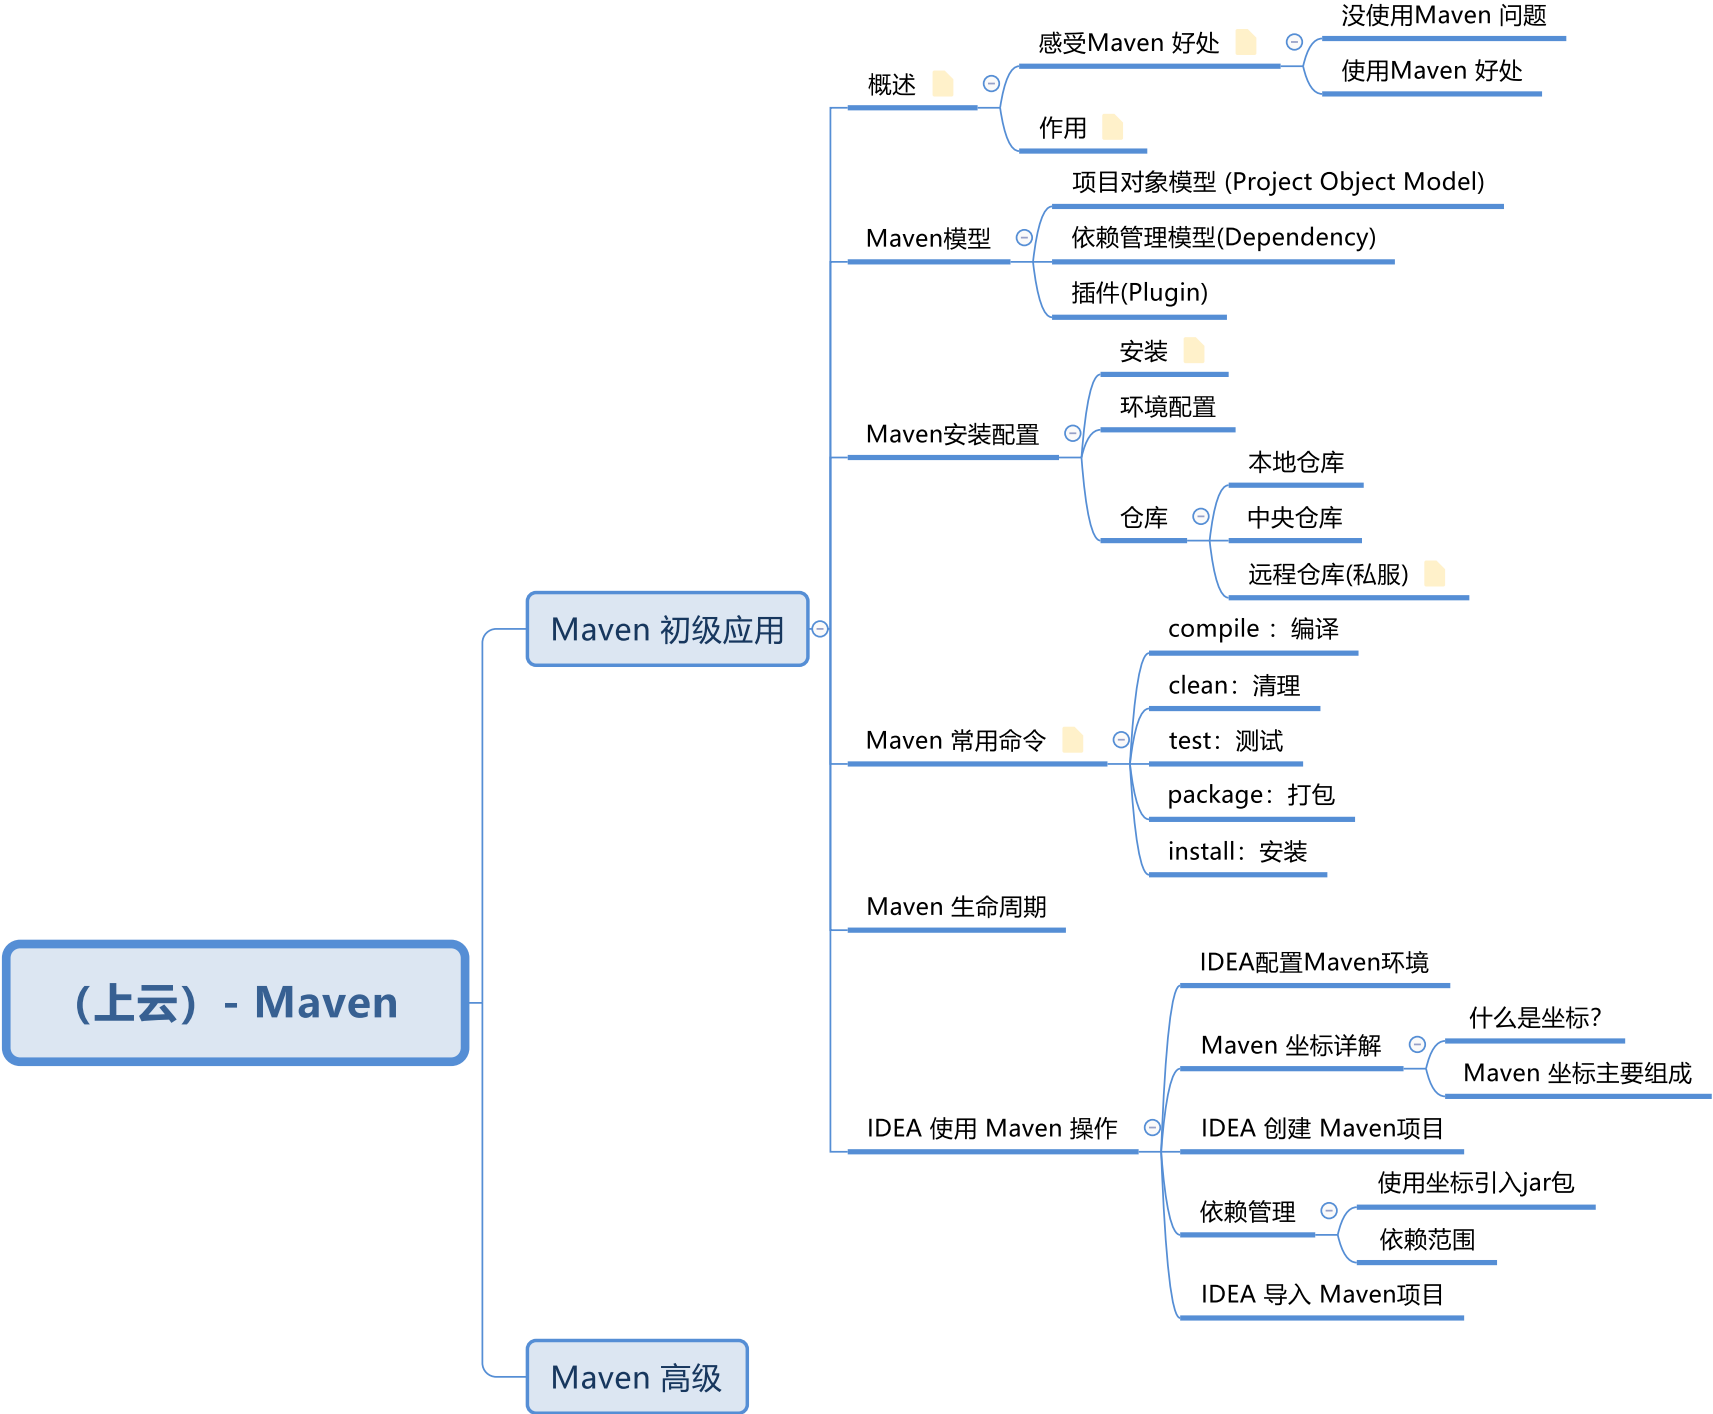 （上云）- Maven
Maven 初级应用
概述
感受Maven 好处
没使用Maven 问题
使用Maven 好处
作用
Maven模型
项目对象模型 (Project Object Model)
依赖管理模型(Dependency)
插件(Plugin)
Maven安装配置
安装
环境配置
仓库
本地仓库
中央仓库
远程仓库(私服)
Maven 常用命令
compile ：编译
clean：清理
test：测试
package：打包
install：安装
Maven 生命周期
IDEA 使用 Maven 操作
IDEA配置Maven环境
Maven 坐标详解
什么是坐标？
Maven 坐标主要组成
IDEA 创建 Maven项目
依赖管理
使用坐标引入jar包
依赖范围
IDEA 导入 Maven项目
Maven 高级